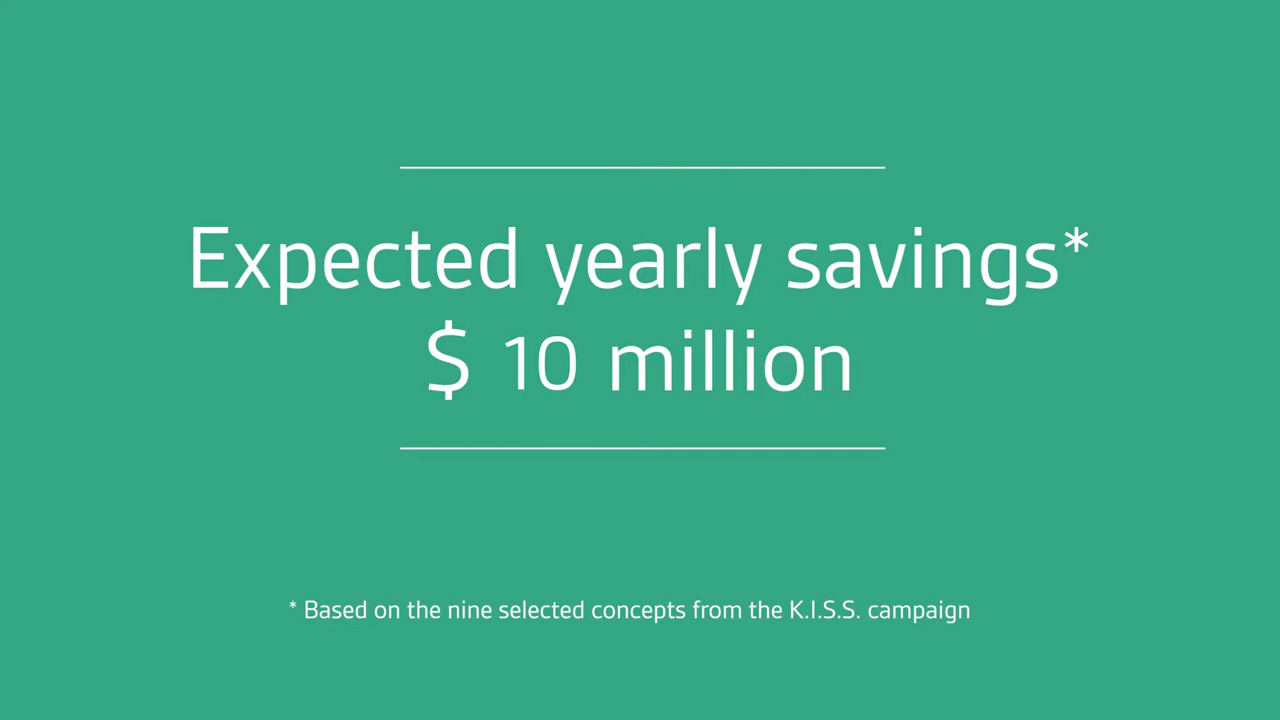 Expected yearly savings*
$ 10 million
* Based on the nine selected concepts from the K.I.S.S. campaign